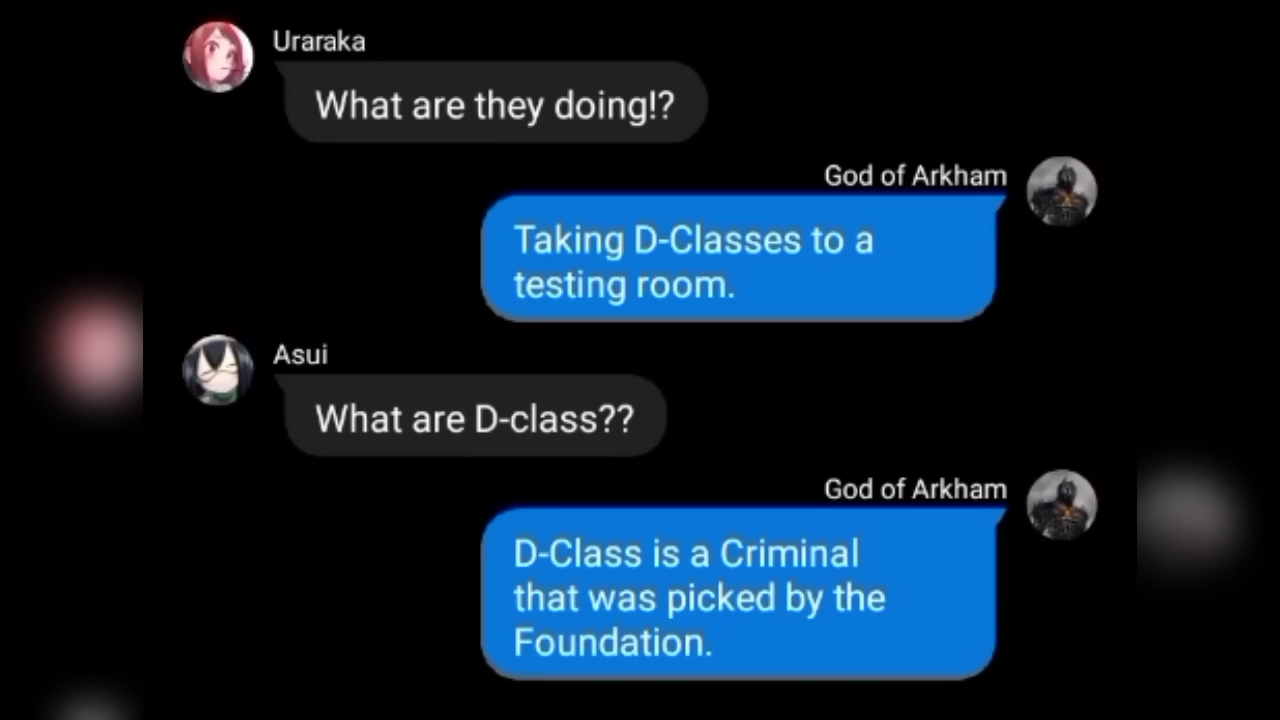 Uraraka
What are they doing!?
God of Arkham
Taking D-Classes to a
testing room.
Asui
What are D-class??
God of Arkham
D-Class is a Criminal
that was picked by the
Foundation.